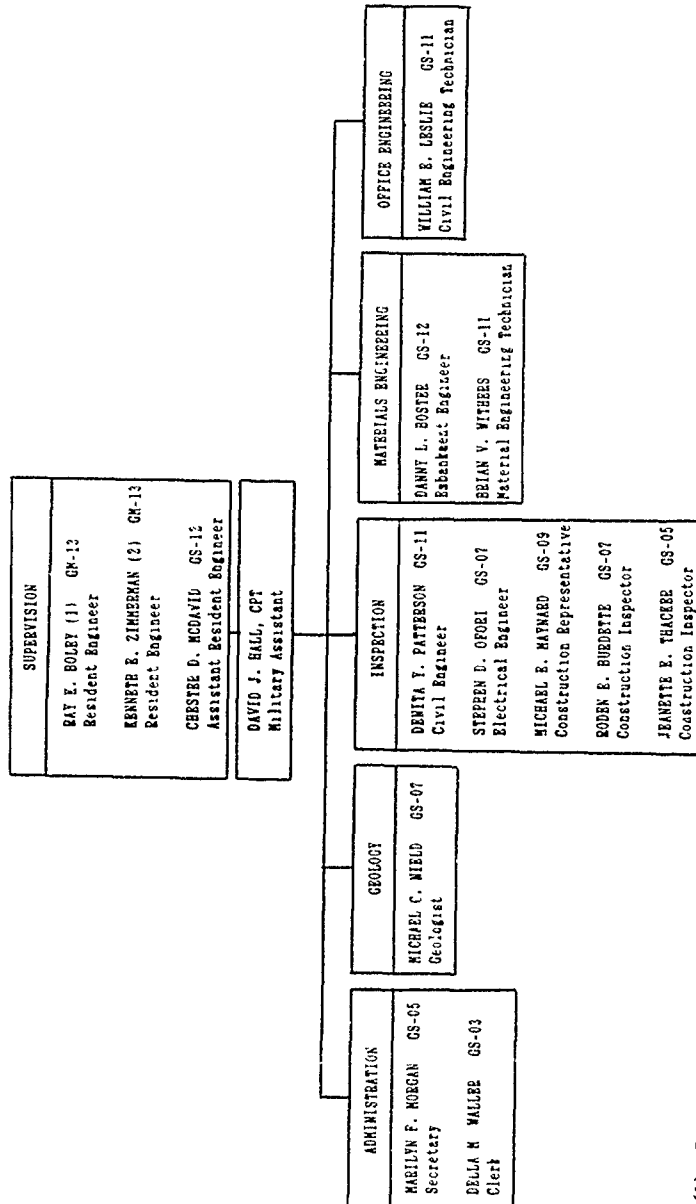 SUPERVISION
RAY E. BOLEY (1) GM-13
Resident Engineer
KENNETH E. ZIMMERMAN (2) GM-13
Resident Engineer
CHESTER D. MCDAVID GS-12
Assistant Resident Engineer
DAVID J. HALL, CPT
Military Assistant
ADMINISTRATION
MARILYN F. MORGAN GS-05
Secretary
DELLA M WALLER GS-03
Clerk
GEOLOGY
MICHAEL C. NIELD GS-07
Geologist
INSPECTION
DENITA Y. PATTERSON GS-11
Civil Engineer
STEPHEN D. OFORI GS-07
Electrical Engineer
MICHAEL E. MAYNARD GS-09
Construction Representative
RODEN E. BURDETTE GS-07
Construction Inspector
JEANETTE E. THACKER GS-05
Construction Inspector
MATERIALS ENGINEERING
DANNY L. BOSTER GS-12
Embankment Engineer
BRIAN V. WITHERS GS-11
Material Engineering Technician
OFFICE ENGINEERING
WILLIAM E. LESLIE GS-11
Civil Engineering Technician